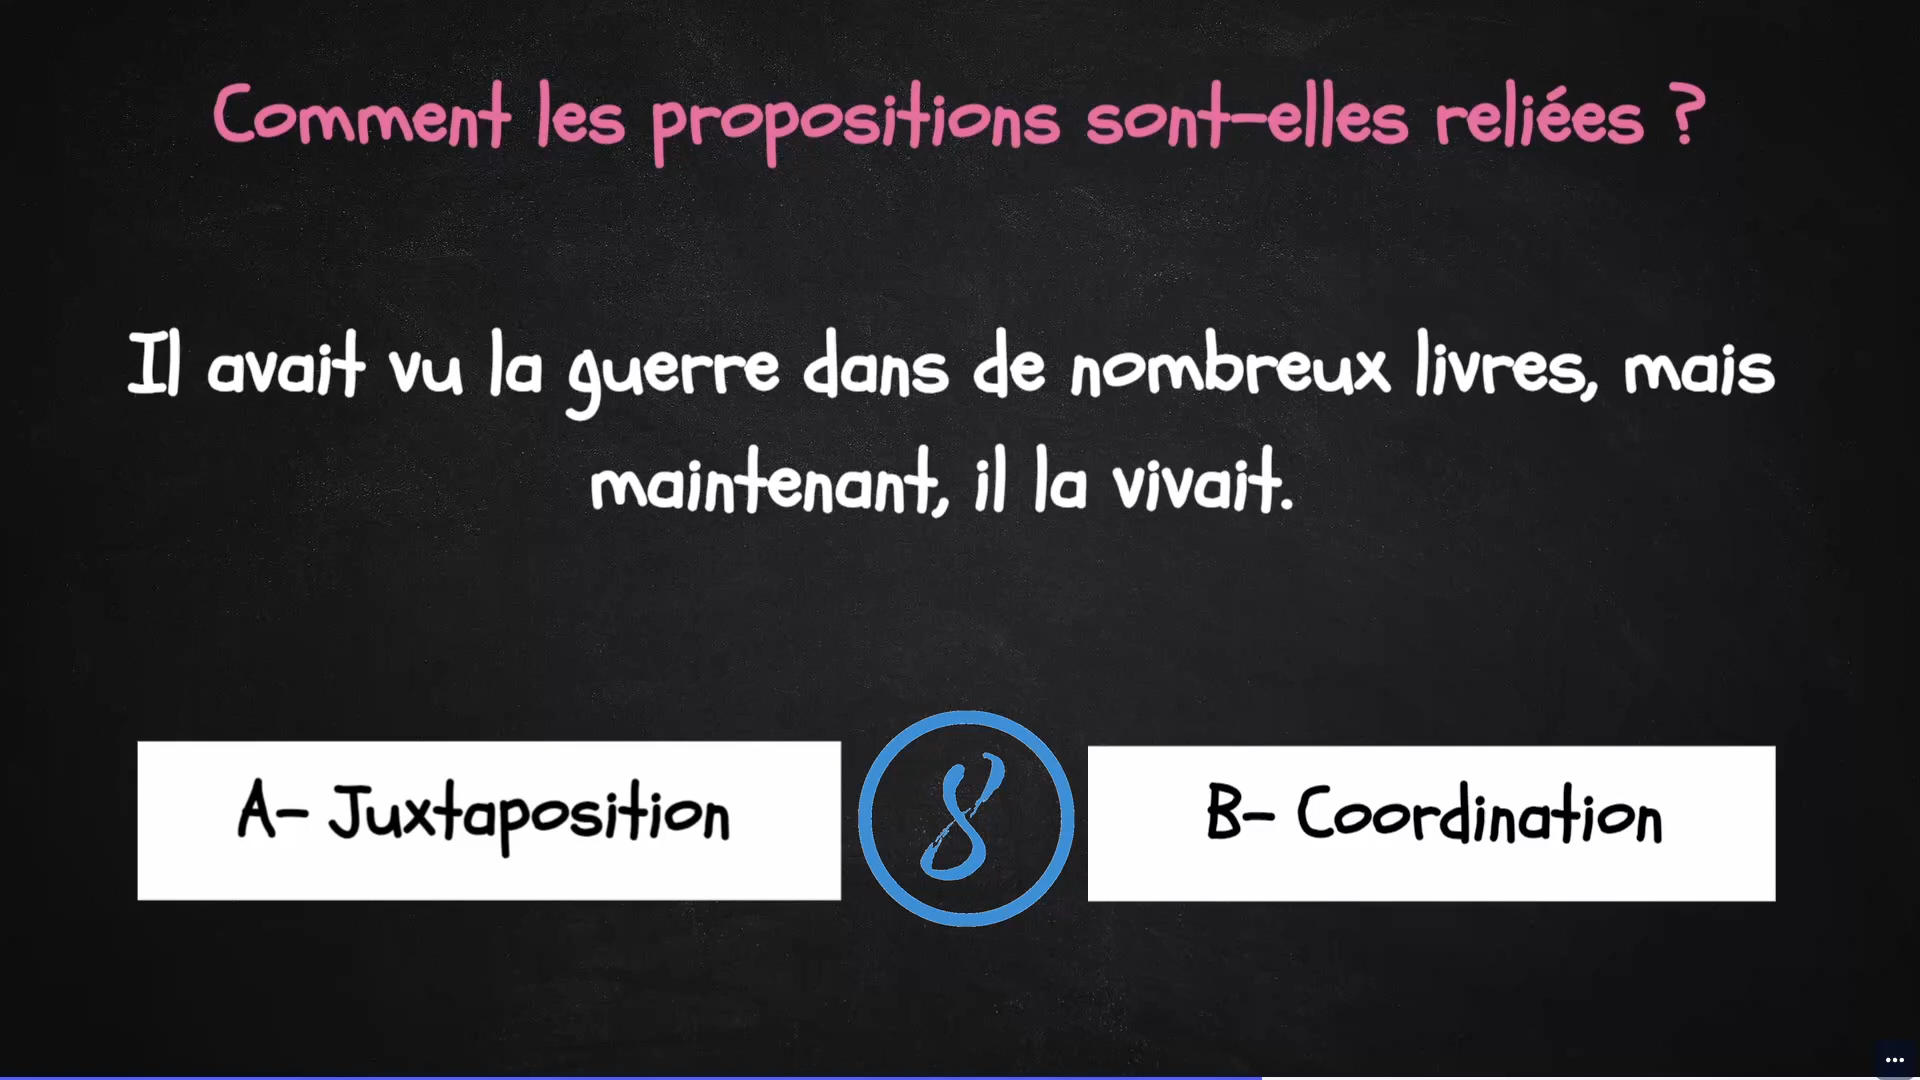 Comment les propositions sont-elles reliées ?
Il avait vu la guerre dans de nombreux livres, mais
maintenant, il la vivait.
A- Juxtaposition
8
B- Coordination